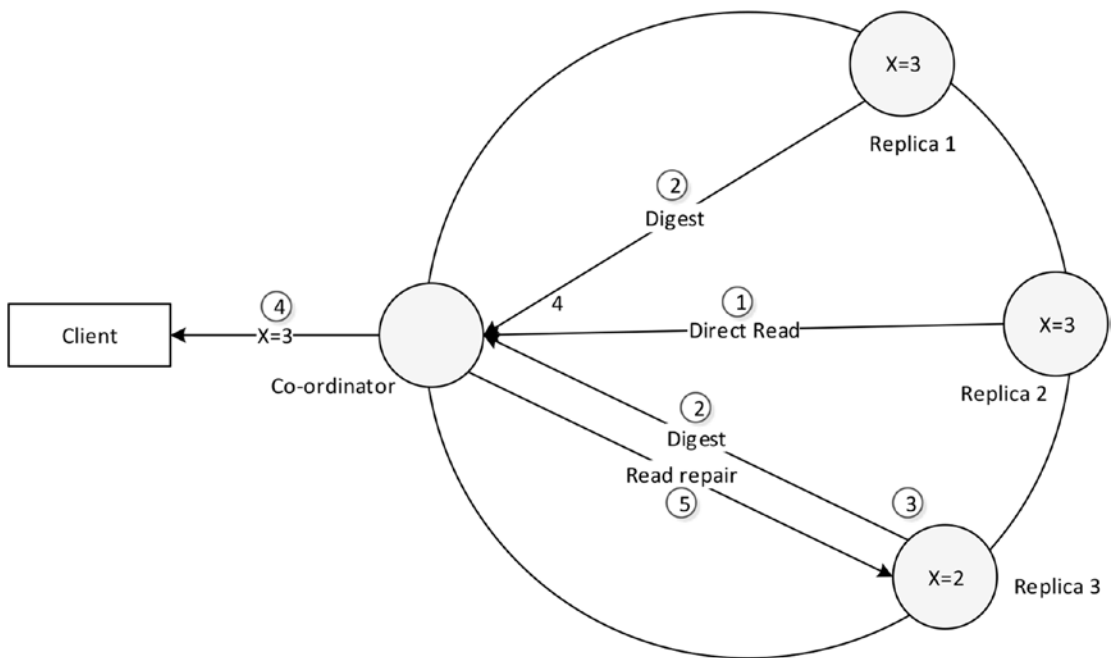 X=3
Replica 1
2
Digest
4
1
Direct Read
X=3
Replica 2
4
X=3
Client
Co-ordinator
2
Digest
Read repair
5
3
X=2
Replica 3